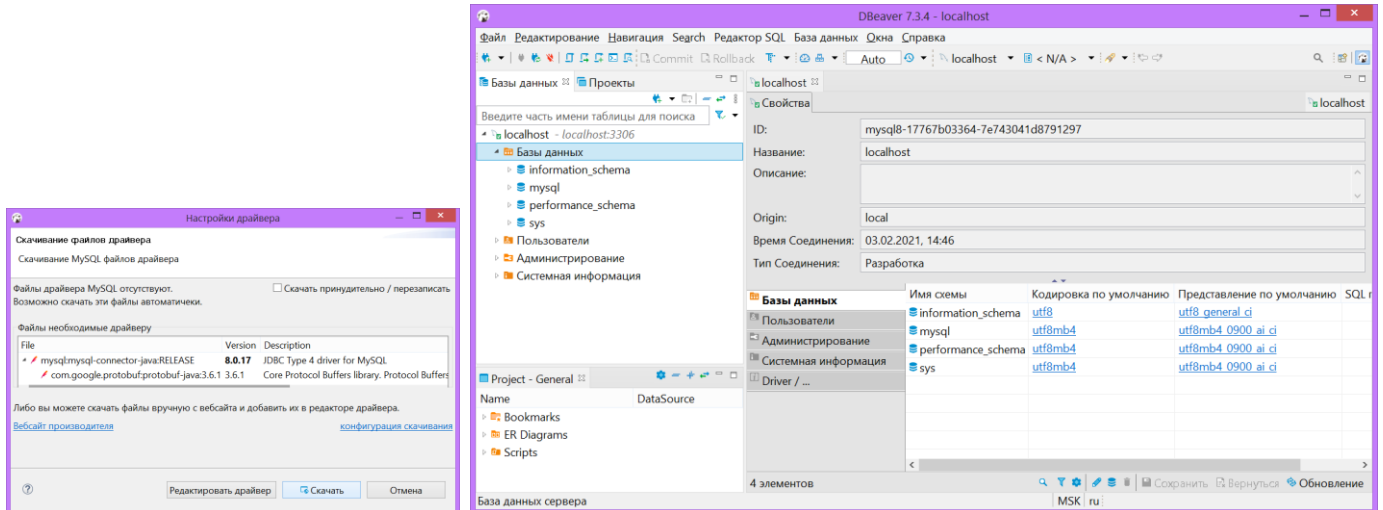 Настройки драйвера
Скачивание файлов драйвера
Скачивание MySQL файлов драйвера
Файлы драйвера MySQL отсутствуют.
Возможно скачать эти файлы автоматичеки.
Скачать принудительно / перезаписать
Файлы необходимые драйверу
File Version Description
mysql:mysql-connector-java:RELEASE 8.0.17 JDBC Type 4 driver for MySQL
com.google.protobuf:protobuf-java:3.6.1 3.6.1 Core Protocol Buffers library. Protocol Buffers
Либо вы можете скачать файлы вручную с вебсайта и добавить их в редакторе драйвера.
Вебсайт производителя конфигурация скачивания
Редактировать драйвер Скачать Отмена
DBeaver 7.3.4 - localhost
Файл Редактирование Навигация Search Редактор SQL База данных Окна Справка
Commit Rollback Auto localhost < N/A >
Базы данных Проекты
Введите часть имени таблицы для поиска
localhost - localhost:3306
Базы данных
information_schema
mysql
performance_schema
sys
Пользователи
Администрирование
Системная информация
Project - General
Name DataSource
Bookmarks
ER Diagrams
Scripts
localhost
Свойства localhost
ID: mysql8-17767b03364-7e743041d8791297
Название: localhost
Описание:
Origin: local
Время Соединения: 03.02.2021, 14:46
Тип Соединения: Разработка
Базы данных
Пользователи
Администрирование
Системная информация
Driver / ...
Имя схемы Кодировка по умолчанию Представление по умолчанию SQL п
information_schema utf8 utf8_general_ci
mysql utf8mb4 utf8mb4_0900_ai_ci
performance_schema utf8mb4 utf8mb4_0900_ai_ci
sys utf8mb4 utf8mb4_0900_ai_ci
4 элементов Сохранить Вернуться Обновление
База данных сервера MSK ru